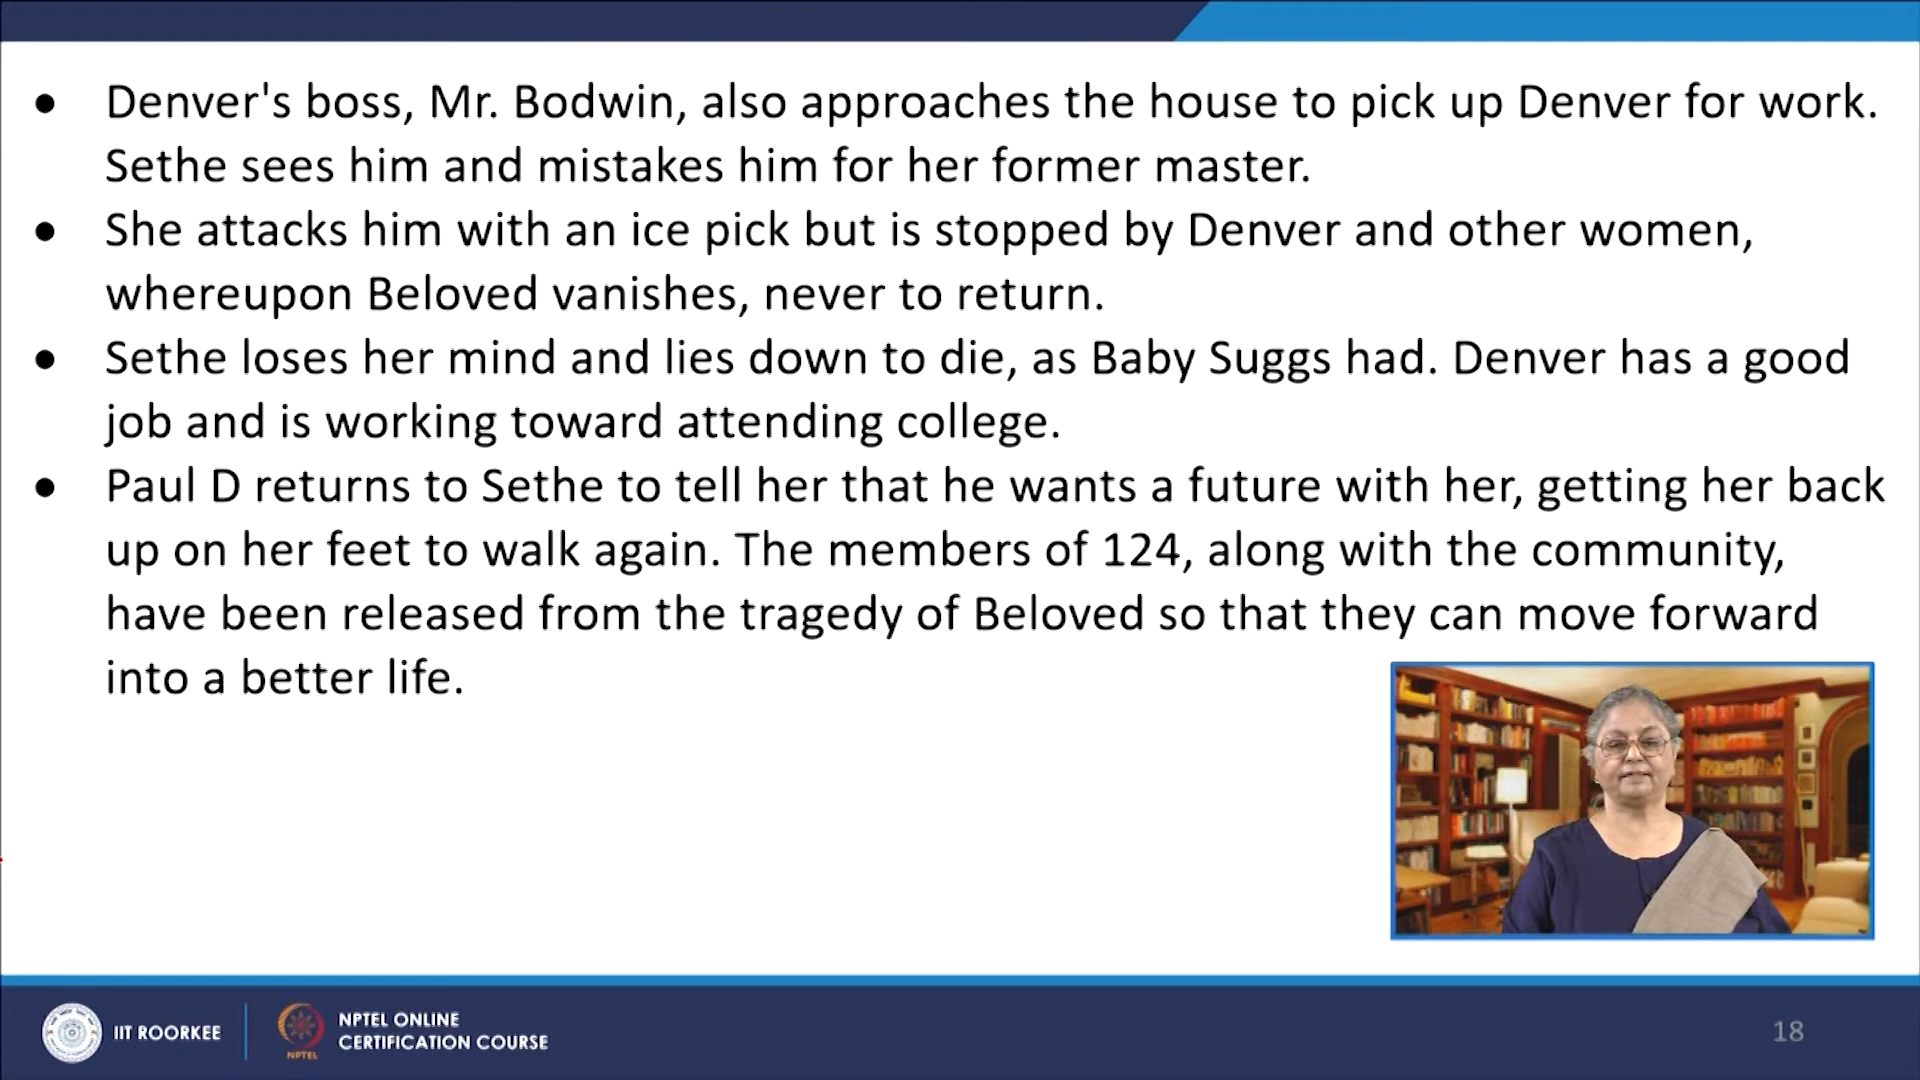 ● Denver's boss, Mr. Bodwin, also approaches the house to pick up Denver for work.
Sethe sees him and mistakes him for her former master.
● She attacks him with an ice pick but is stopped by Denver and other women,
whereupon Beloved vanishes, never to return.
● Sethe loses her mind and lies down to die, as Baby Suggs had. Denver has a good
job and is working toward attending college.
● Paul D returns to Sethe to tell her that he wants a future with her, getting her back
up on her feet to walk again. The members of 124, along with the community,
have been released from the tragedy of Beloved so that they can move forward
into a better life.
IIT ROORKEE
NPTEL
NPTEL ONLINE
CERTIFICATION COURSE
18